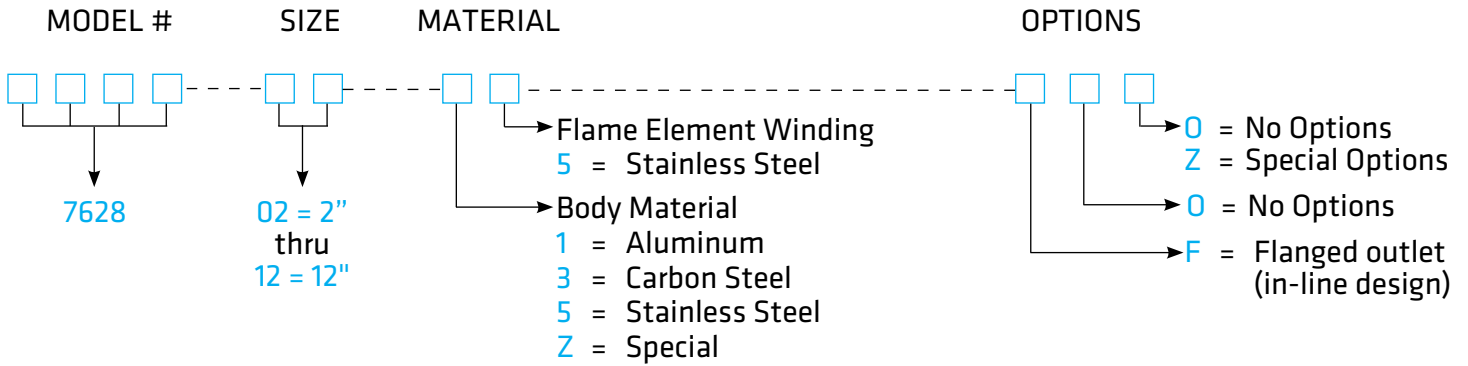 MODEL # SIZE MATERIAL OPTIONS
7628
02 = 2”
thru
12 = 12"
Flame Element Winding
5 = Stainless Steel
Body Material
1 = Aluminum
3 = Carbon Steel
5 = Stainless Steel
Z = Special
0 = No Options
Z = Special Options
0 = No Options
F = Flanged outlet
(in-line design)